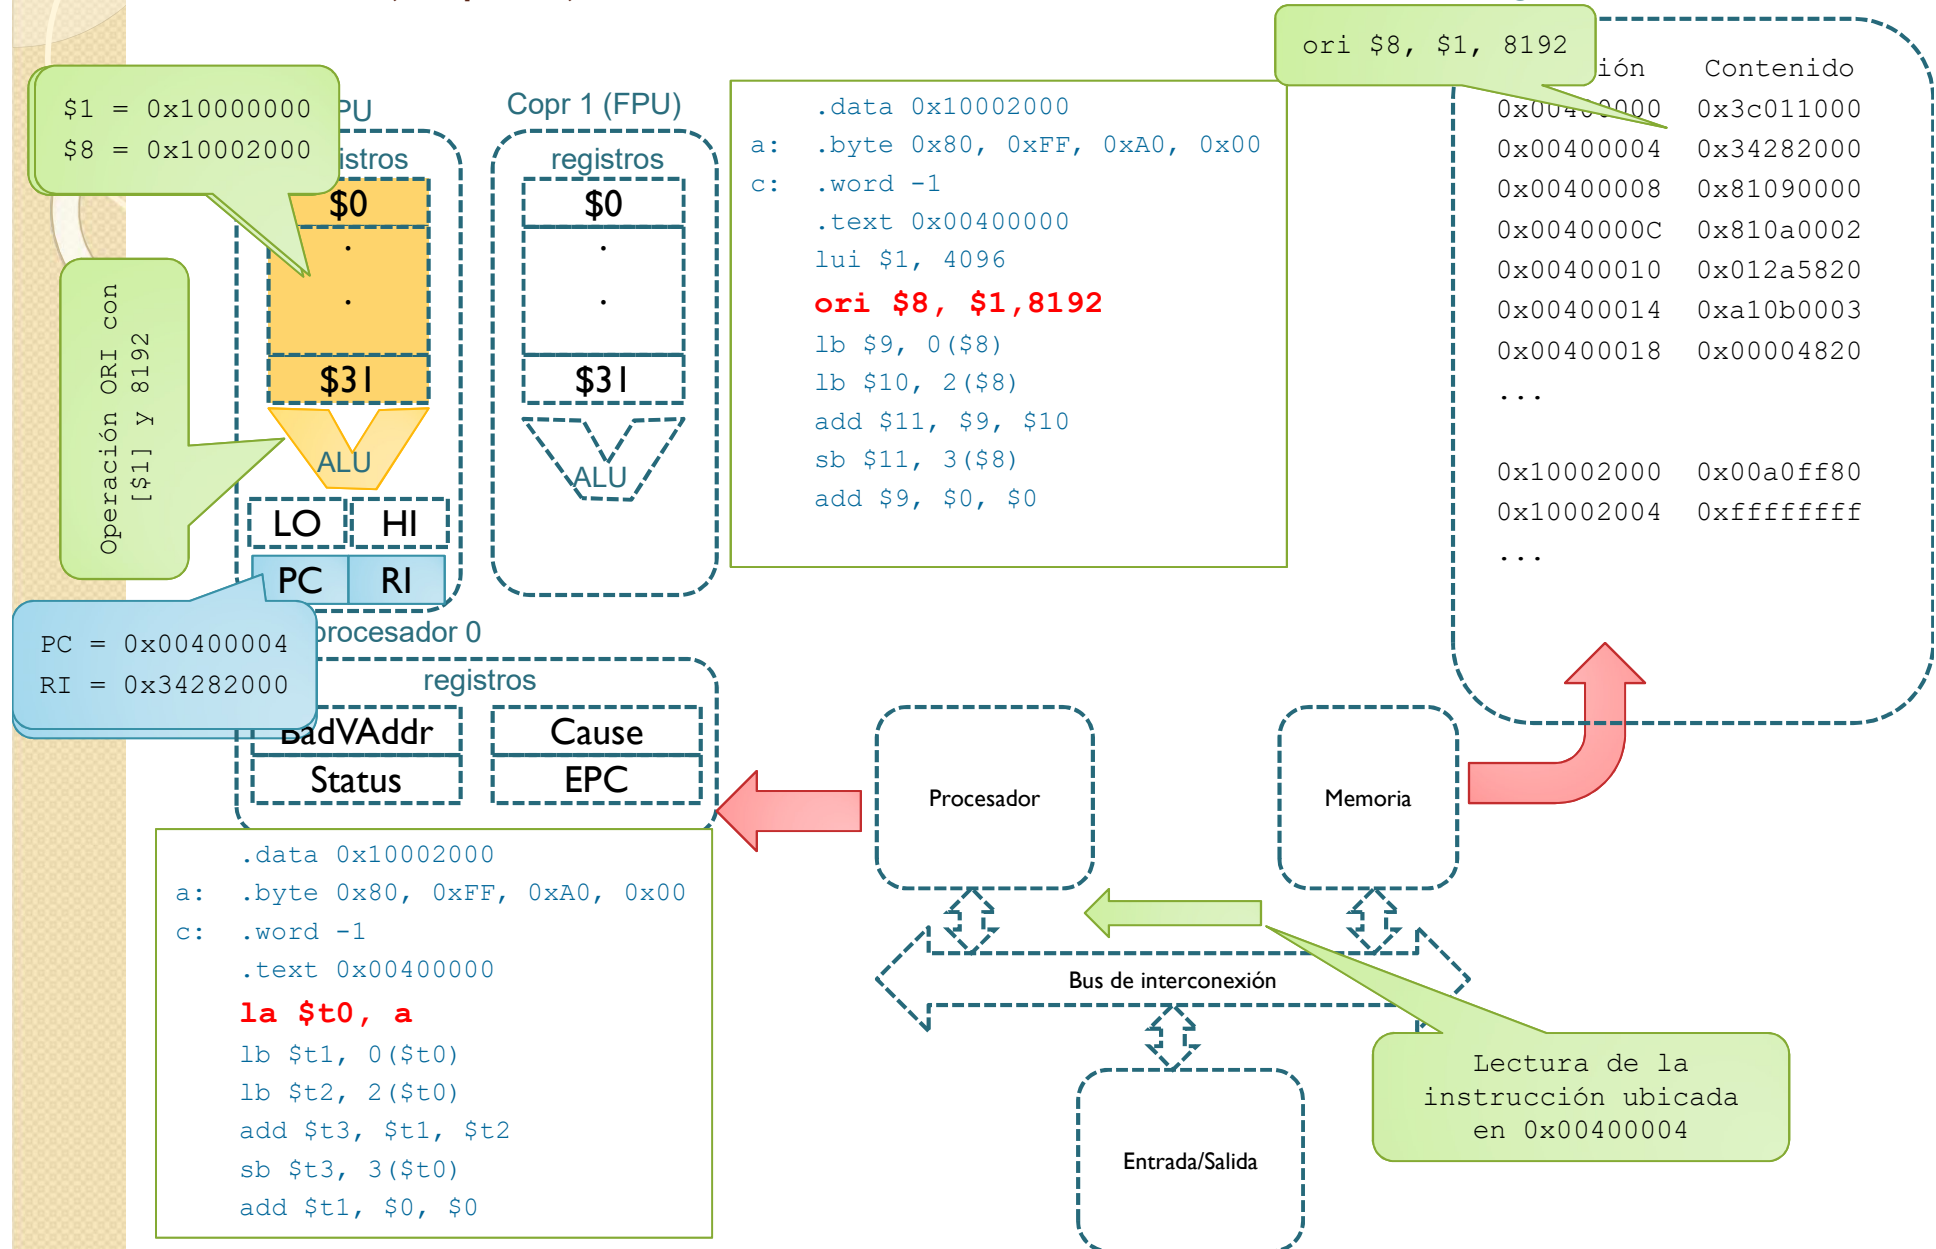 ori $8, $1, 8192
$1 = 0x10000000
$8 = 0x10002000
PU
istros
$0
.
.
$31
ALU
LO HI
PC RI
Operación ORI con
[$1] y 8192
PC = 0x00400004
RI = 0x34282000
Copr 1 (FPU)
registros
$0
.
.
$31
ALU
.data 0x10002000
a: .byte 0x80, 0xFF, 0xA0, 0x00
c: .word -1
.text 0x00400000
lui $1, 4096
ori $8, $1,8192
lb $9, 0($8)
lb $10, 2($8)
add $11, $9, $10
sb $11, 3($8)
add $9, $0, $0
ión Contenido
0x00400000 0x3c011000
0x00400004 0x34282000
0x00400008 0x81090000
0x0040000C 0x810a0002
0x00400010 0x012a5820
0x00400014 0xa10b0003
0x00400018 0x00004820
...
0x10002000 0x00a0ff80
0x10002004 0xffffffff
...
procesador 0
registros
BadVAddr Cause
Status EPC
.data 0x10002000
a: .byte 0x80, 0xFF, 0xA0, 0x00
c: .word -1
.text 0x00400000
la $t0, a
lb $t1, 0($t0)
lb $t2, 2($t0)
add $t3, $t1, $t2
sb $t3, 3($t0)
add $t1, $0, $0
Procesador
Memoria
Bus de interconexión
Entrada/Salida
Lectura de la
instrucción ubicada
en 0x00400004